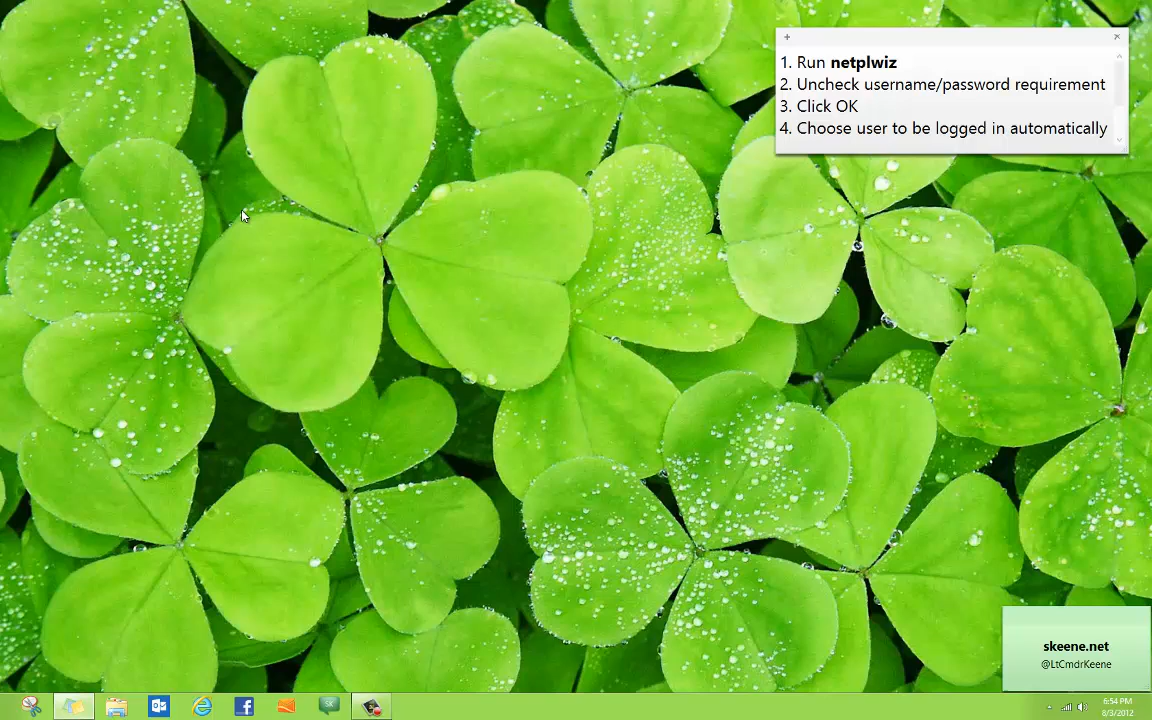 1. Run netplwiz
2. Uncheck username/password requirement
3. Click OK
4. Choose user to be logged in automatically
skeene.net
@LtCmdrKeene
6:54 PM
8/3/2012